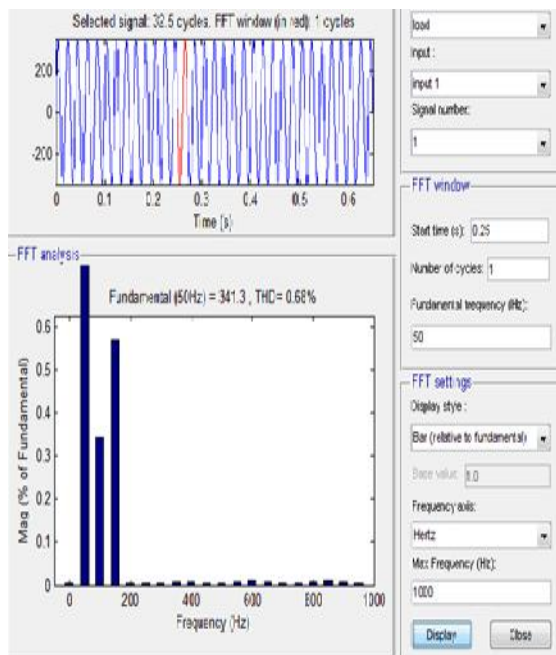 Selected signal: 32.5 cycles. FFT window (in red): 1 cycles
200
0
-200
0
0.1
0.2
0.3
0.4
0.5
0.6
Time (s)
FFT analysis
Fundamental (50Hz) = 341.3 , THD= 0.68%
0.6
0.5
0.4
0.3
0.2
0.1
0
Mag (% of Fundamental)
0
200
400
600
800
1000
Frequency (Hz)
load
Input :
input 1
Signal number:
1
FFT window
Start time (s): 0.25
Number of cycles: 1
Fundamental frequency (Hz):
50
FFT settings
Display style :
Bar (relative to fundamental)
Base value: 1.0
Frequency axis:
Hertz
Max Frequency (Hz):
1000
Display
Close